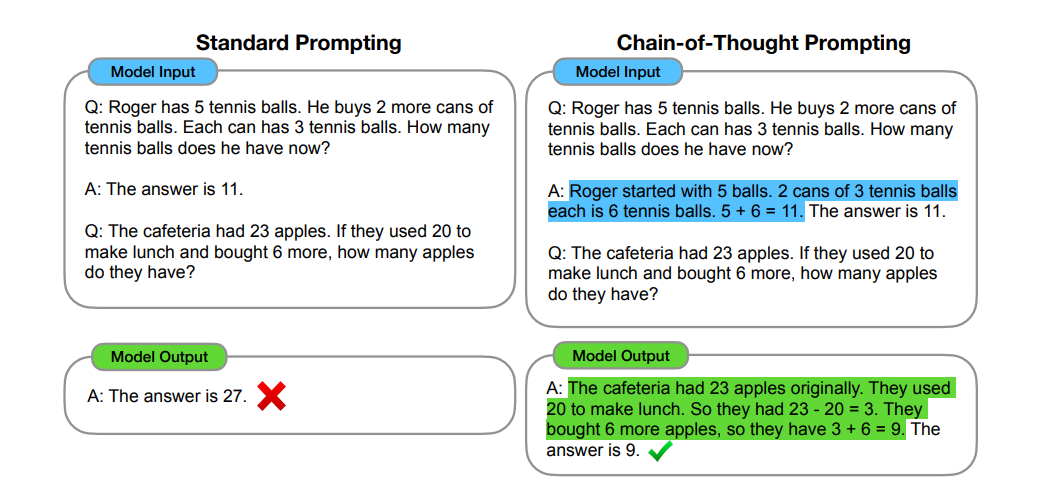 Standard Prompting
Model Input
Q: Roger has 5 tennis balls. He buys 2 more cans of
tennis balls. Each can has 3 tennis balls. How many
tennis balls does he have now?
A: The answer is 11.
Q: The cafeteria had 23 apples. If they used 20 to
make lunch and bought 6 more, how many apples
do they have?
Model Output
A: The answer is 27.
Chain-of-Thought Prompting
Model Input
Q: Roger has 5 tennis balls. He buys 2 more cans of
tennis balls. Each can has 3 tennis balls. How many
tennis balls does he have now?
A: Roger started with 5 balls. 2 cans of 3 tennis balls
each is 6 tennis balls. 5 + 6 = 11. The answer is 11.
Q: The cafeteria had 23 apples. If they used 20 to
make lunch and bought 6 more, how many apples
do they have?
Model Output
A: The cafeteria had 23 apples originally. They used
20 to make lunch. So they had 23 - 20 = 3. They
bought 6 more apples, so they have 3 + 6 = 9. The
answer is 9.